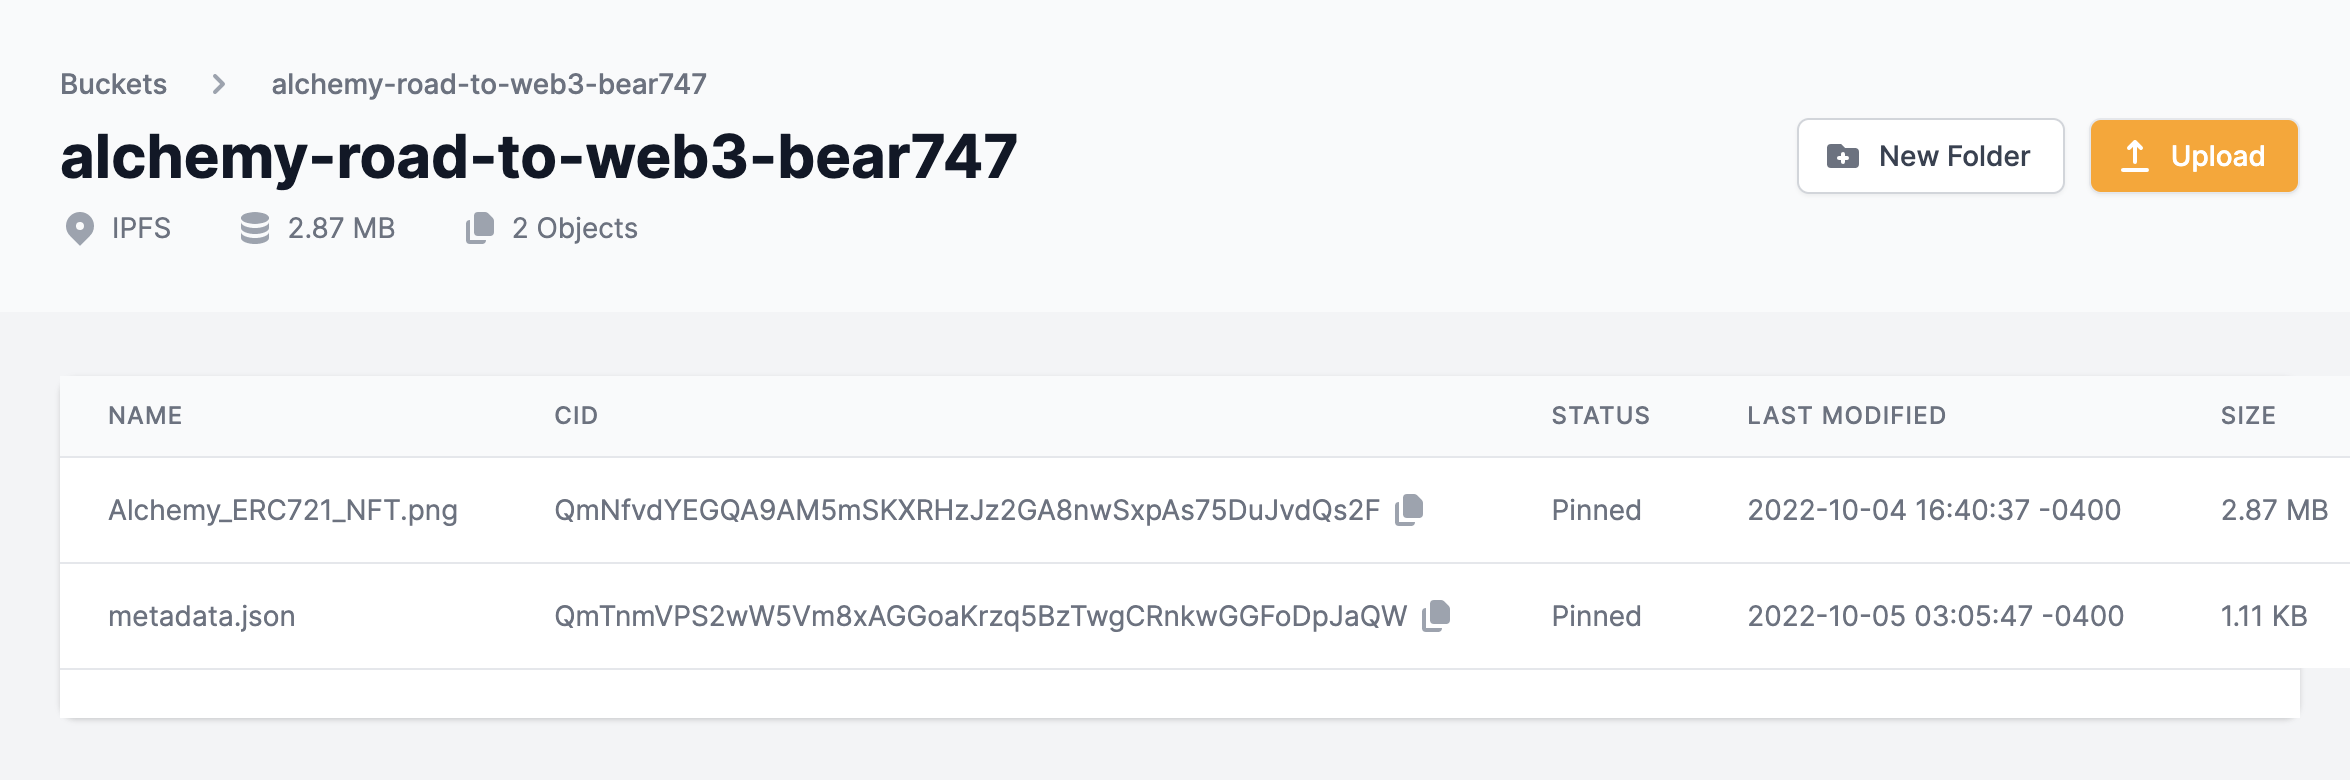 Buckets > alchemy-road-to-web3-bear747
alchemy-road-to-web3-bear747
IPFS 2.87 MB 2 Objects
New Folder Upload
NAME CID STATUS LAST MODIFIED SIZE
Alchemy_ERC721_NFT.png QmNfvdYEGQA9AM5mSKXRHzJz2GA8nwSxpAs75DuJvdQs2F Pinned 2022-10-04 16:40:37 -0400 2.87 MB
metadata.json QmTnmVPS2wW5Vm8xAGGoaKrzq5BzTwgCRnkwGGFoDpJaQW Pinned 2022-10-05 03:05:47 -0400 1.11 KB